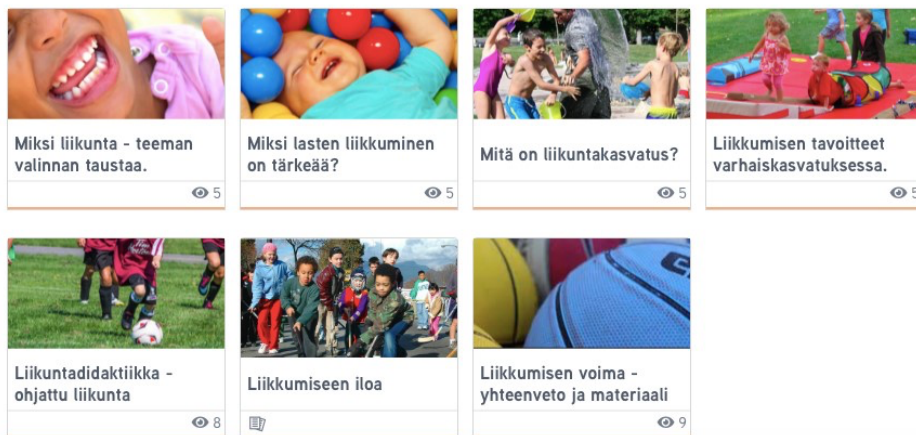 Miksi liikunta - teeman
valinnan taustaa.
5
Miksi lasten liikkuminen
on tärkeää?
5
Mitä on liikuntakasvatus?
5
Liikkumisen tavoitteet
varhaiskasvatuksessa.
5
Liikuntadidaktiikka -
ohjattu liikunta
8
Liikkumiseen iloa
Liikkumisen voima -
yhteenveto ja materiaali
9